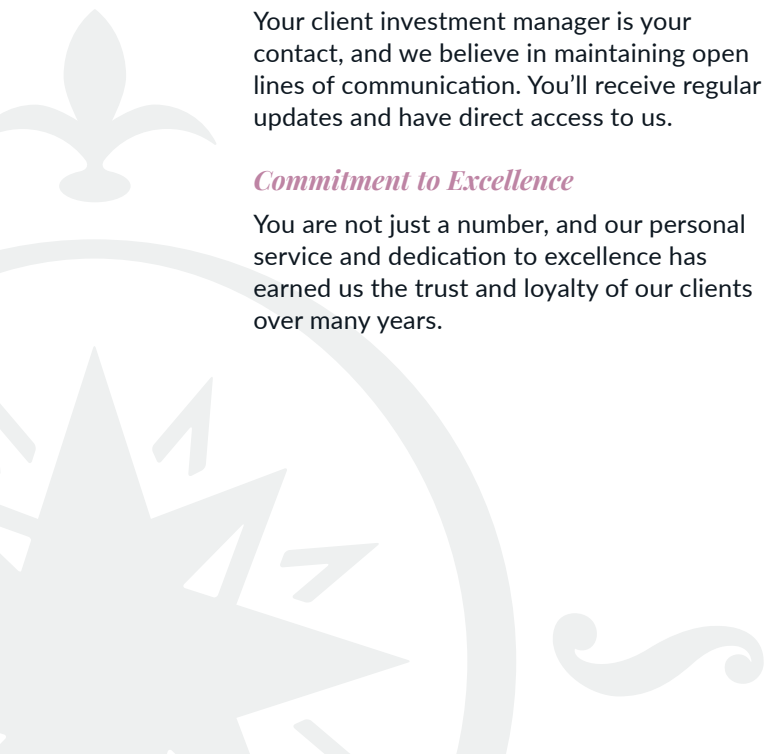 Your client investment manager is your
contact, and we believe in maintaining open
lines of communication. You’ll receive regular
updates and have direct access to us.
Commitment to Excellence
You are not just a number, and our personal
service and dedication to excellence has
earned us the trust and loyalty of our clients
over many years.